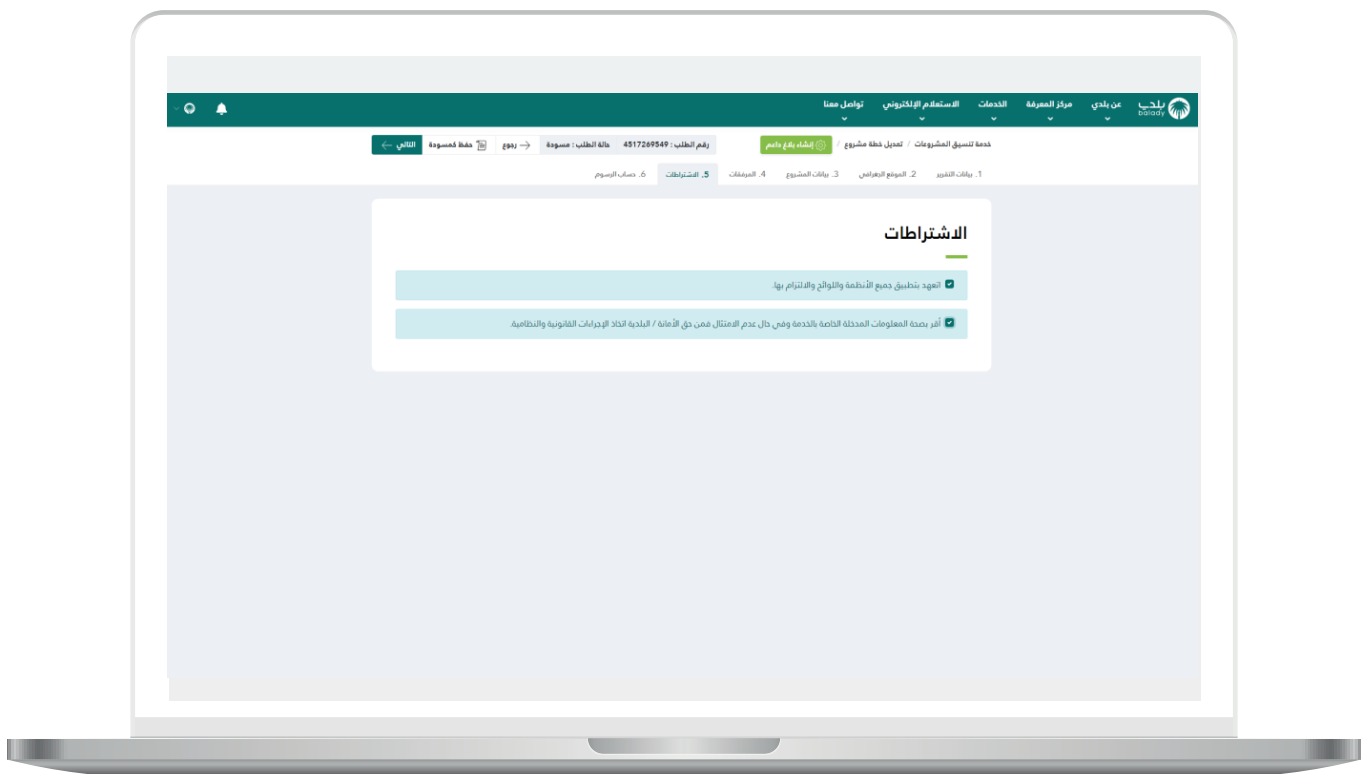 بلدي
balady
عن بلدي مركز المعرفة الخدمات الاستعلام الإلكتروني تواصل معنا
خدمة تنسيق المشروعات / تعديل خطة مشروع / إنشاء بلاغ داعم رقم الطلب: 4517269549 حالة الطلب: مسودة رجوع حفظ كمسودة التالي
1. بيانات التقرير 2. الموقع الجغرافي 3. بيانات المشروع 4. المرفقات 5. الاشتراطات 6. حساب الرسوم
الاشتراطات
اتعهد بتطبيق جميع الأنظمة واللوائح والالتزام بها.
أقر بصحة المعلومات المدخلة الخاصة بالخدمة وفي حال عدم الامتثال فمن حق الأمانة / البلدية اتخاذ الإجراءات القانونية والنظامية.